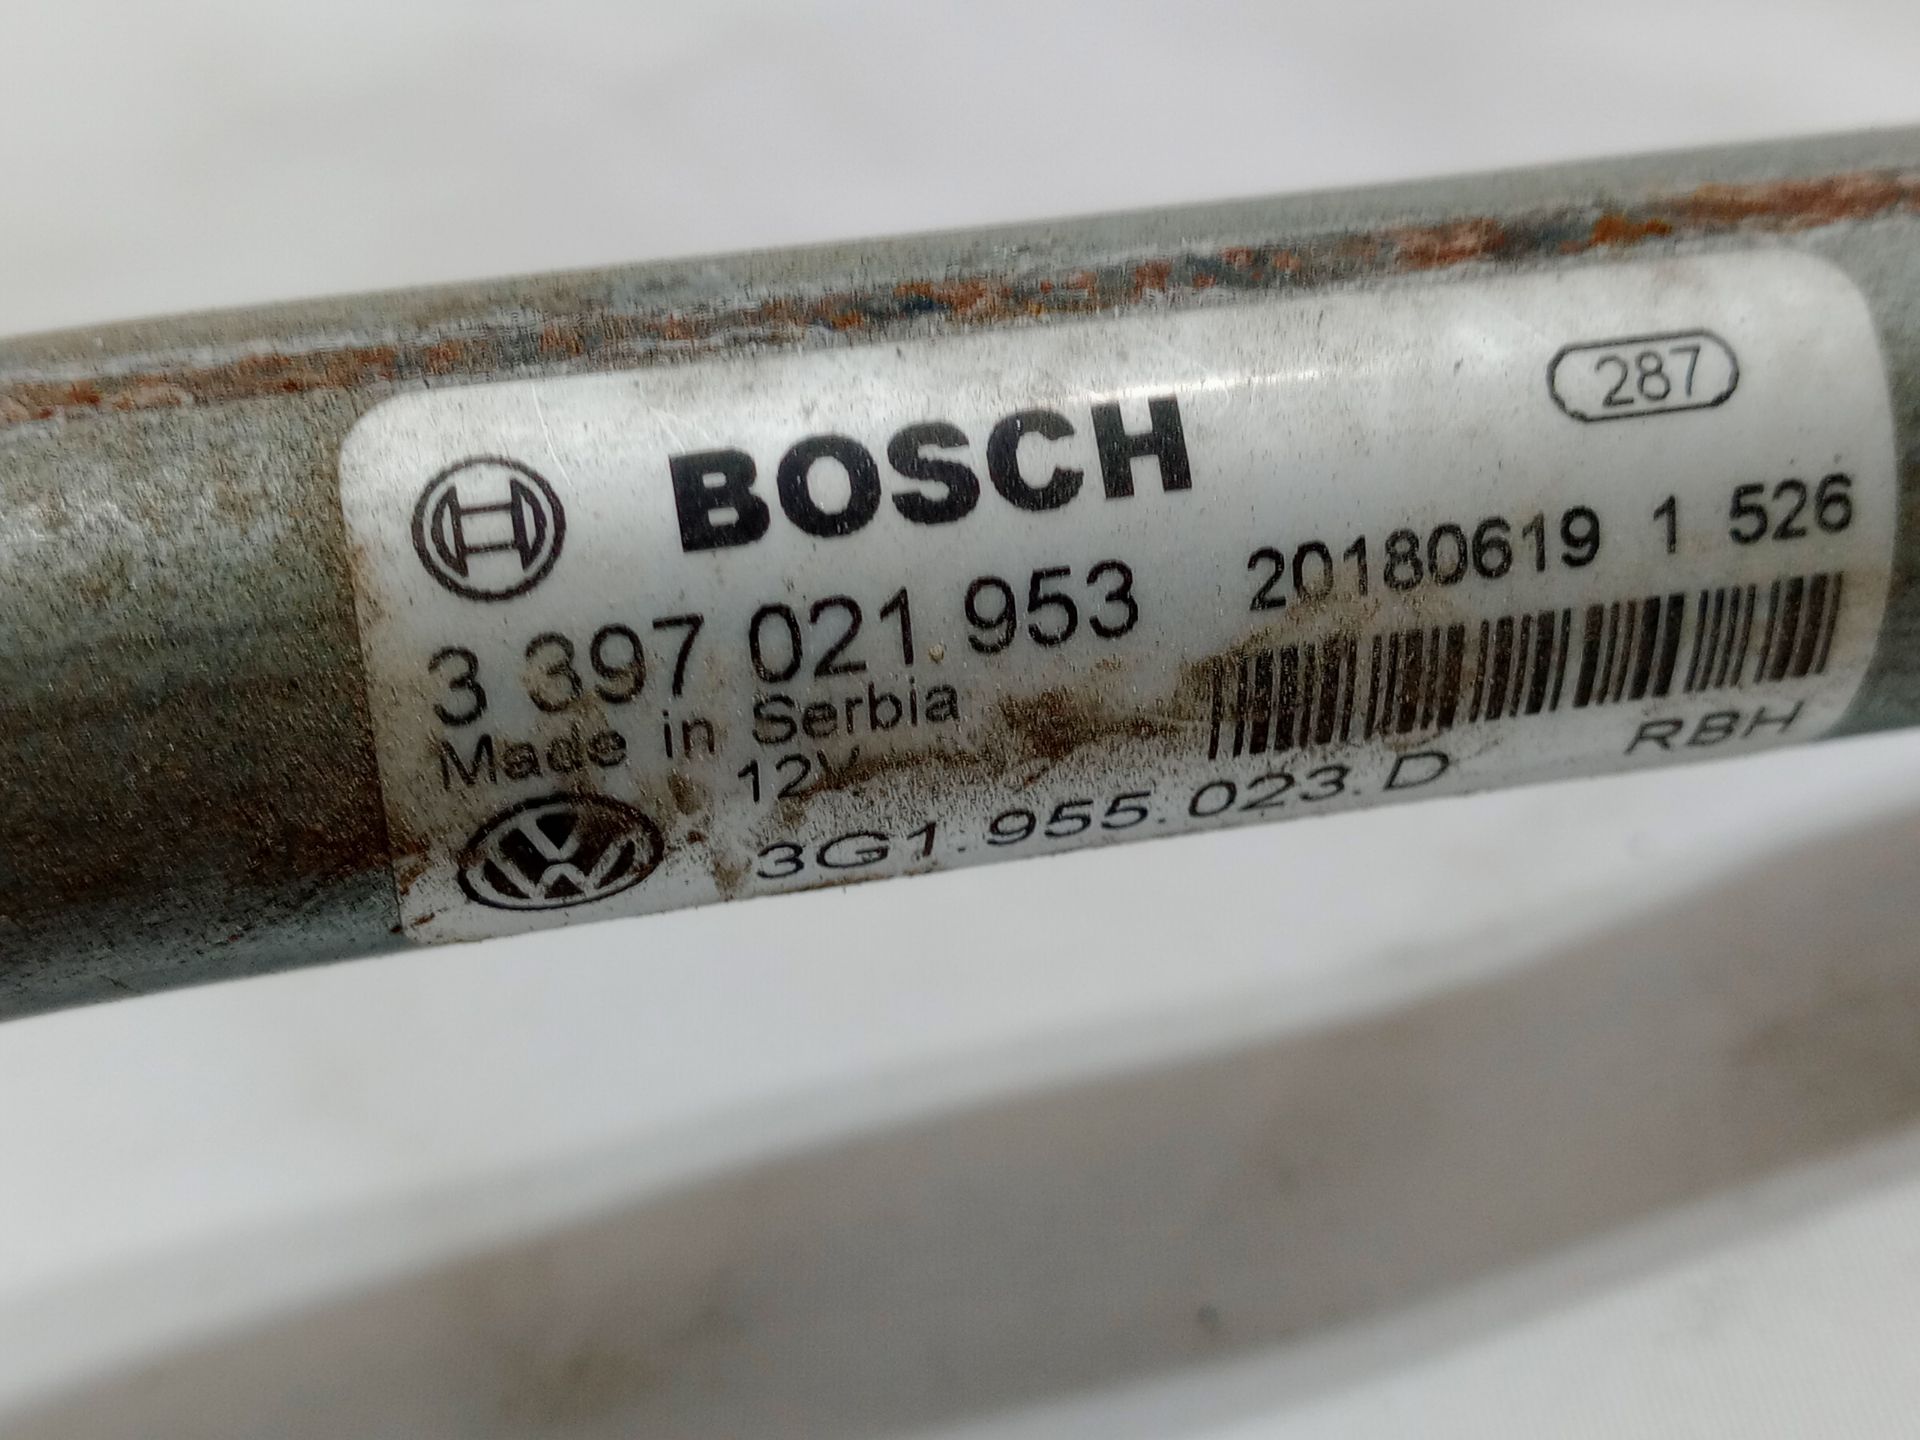 287
BOSCH
20180619 1 526
3 397 021 953
Made in Serbia
12V
RBH
3G1.955.023.D